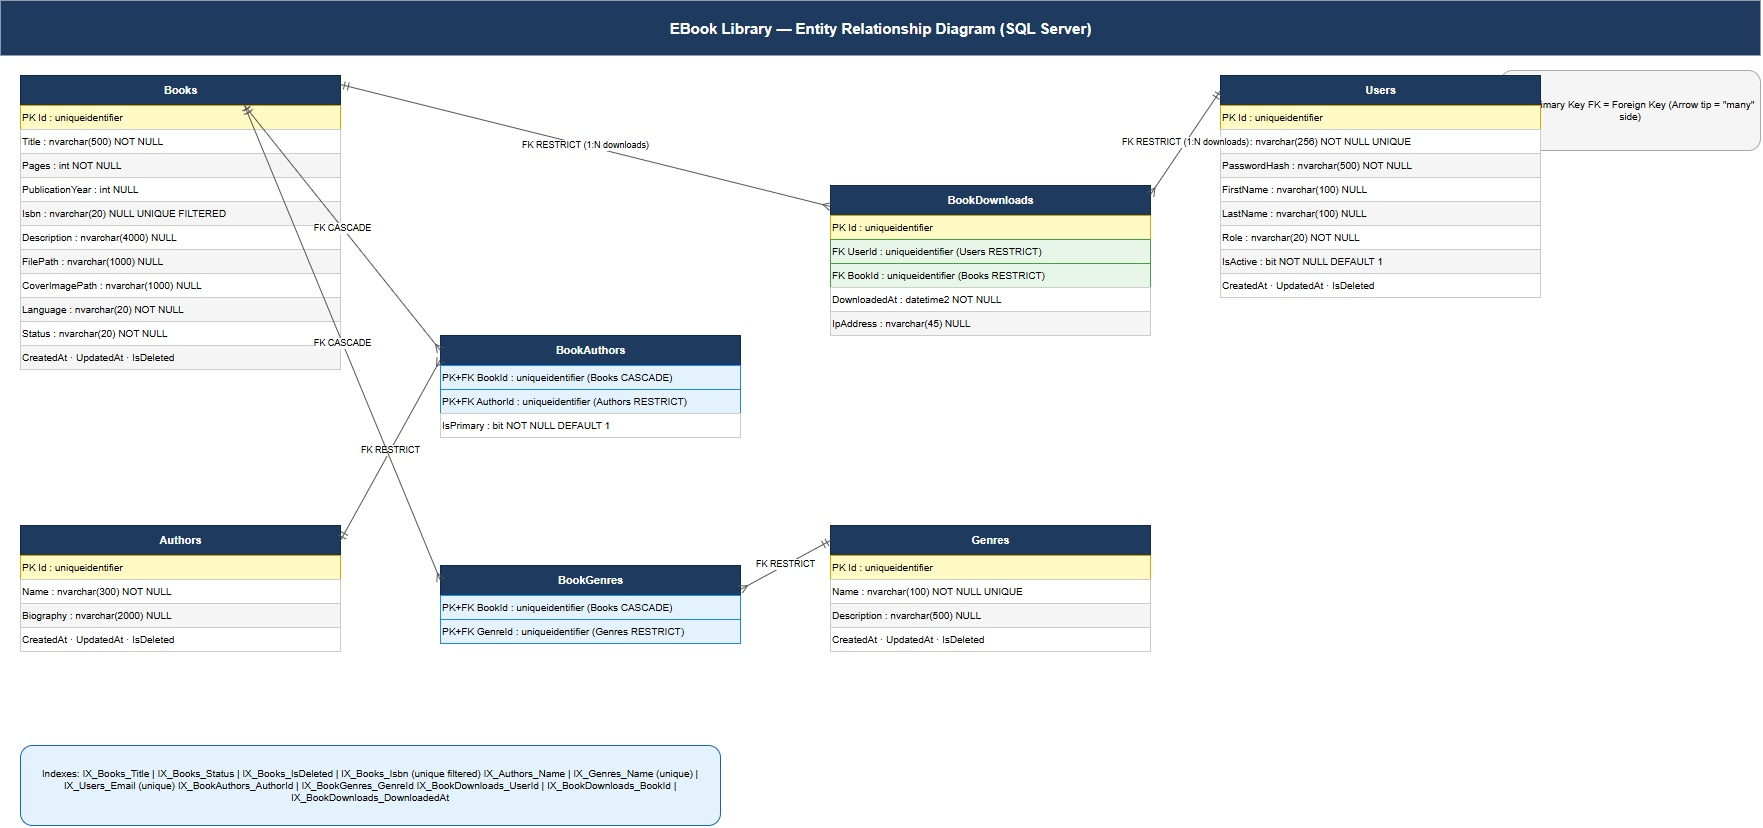 EBook Library — Entity Relationship Diagram (SQL Server)
Books
PK Id : uniqueidentifier
Title : nvarchar(500) NOT NULL
Pages : int NOT NULL
PublicationYear : int NULL
Isbn : nvarchar(20) NULL UNIQUE FILTERED
Description : nvarchar(4000) NULL
FilePath : nvarchar(1000) NULL
CoverImagePath : nvarchar(1000) NULL
Language : nvarchar(20) NOT NULL
Status : nvarchar(20) NOT NULL
CreatedAt · UpdatedAt · IsDeleted
FK RESTRICT (1:N downloads)
FK CASCADE
FK CASCADE
BookDownloads
PK Id : uniqueidentifier
FK UserId : uniqueidentifier (Users RESTRICT)
FK BookId : uniqueidentifier (Books RESTRICT)
DownloadedAt : datetime2 NOT NULL
IpAddress : nvarchar(45) NULL
FK RESTRICT (1:N downloads)
Users
PK Id : uniqueidentifier
: nvarchar(256) NOT NULL UNIQUE
PasswordHash : nvarchar(500) NOT NULL
FirstName : nvarchar(100) NULL
LastName : nvarchar(100) NULL
Role : nvarchar(20) NOT NULL
IsActive : bit NOT NULL DEFAULT 1
CreatedAt · UpdatedAt · IsDeleted
Key FK = Foreign Key (Arrow tip = "many"
side)
BookAuthors
PK+FK BookId : uniqueidentifier (Books CASCADE)
PK+FK AuthorId : uniqueidentifier (Authors RESTRICT)
IsPrimary : bit NOT NULL DEFAULT 1
FK RESTRICT
Authors
PK Id : uniqueidentifier
Name : nvarchar(300) NOT NULL
Biography : nvarchar(2000) NULL
CreatedAt · UpdatedAt · IsDeleted
BookGenres
PK+FK BookId : uniqueidentifier (Books CASCADE)
PK+FK GenreId : uniqueidentifier (Genres RESTRICT)
FK RESTRICT
Genres
PK Id : uniqueidentifier
Name : nvarchar(100) NOT NULL UNIQUE
Description : nvarchar(500) NULL
CreatedAt · UpdatedAt · IsDeleted
Indexes: IX_Books_Title | IX_Books_Status | IX_Books_IsDeleted | IX_Books_Isbn (unique filtered) IX_Authors_Name | IX_Genres_Name (unique) |
IX_Users_Email (unique) IX_BookAuthors_AuthorId | IX_BookGenres_GenreId IX_BookDownloads_UserId | IX_BookDownloads_BookId |
IX_BookDownloads_DownloadedAt